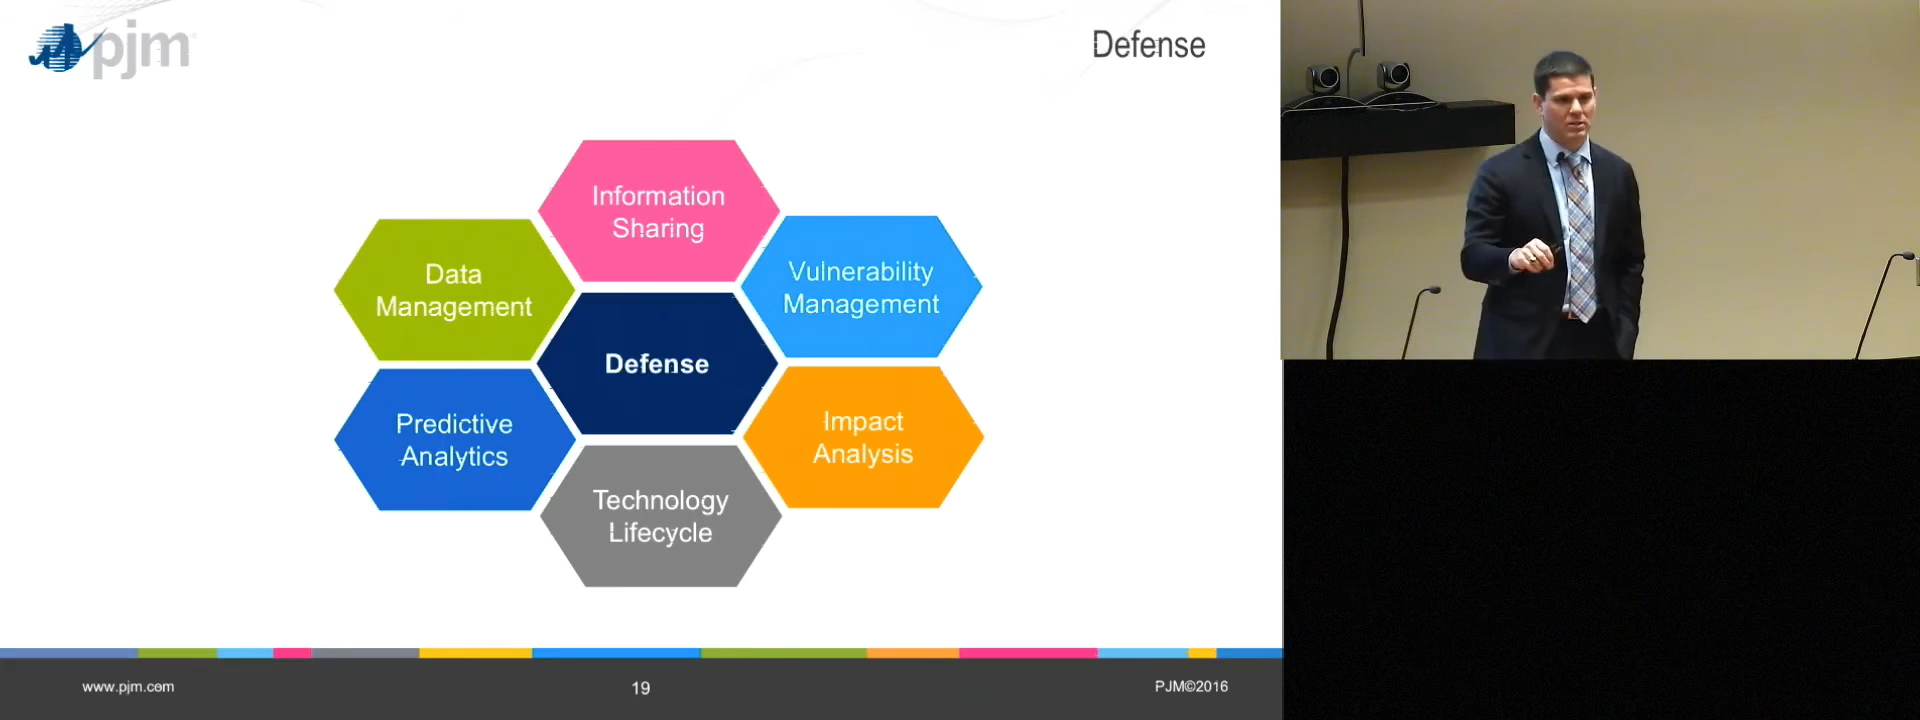 pjm
Defense
Information
Sharing
Data
Management
Vulnerability
Management
Defense
Predictive
Analytics
Impact
Analysis
Technology
Lifecycle
www.pjm.com
19
PJM©2016